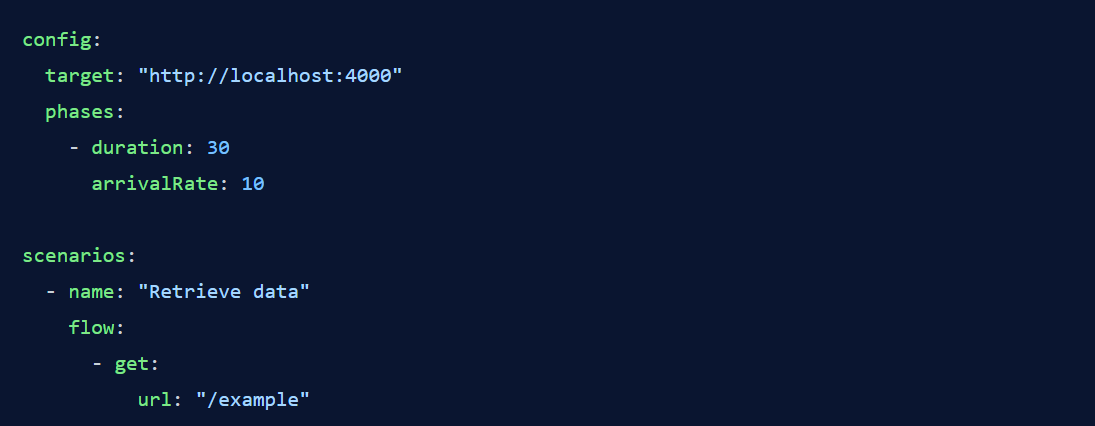 config:
  target: "http://localhost:4000"
  phases:
    - duration: 30
      arrivalRate: 10

scenarios:
  - name: "Retrieve data"
    flow:
      - get:
          url: "/example"